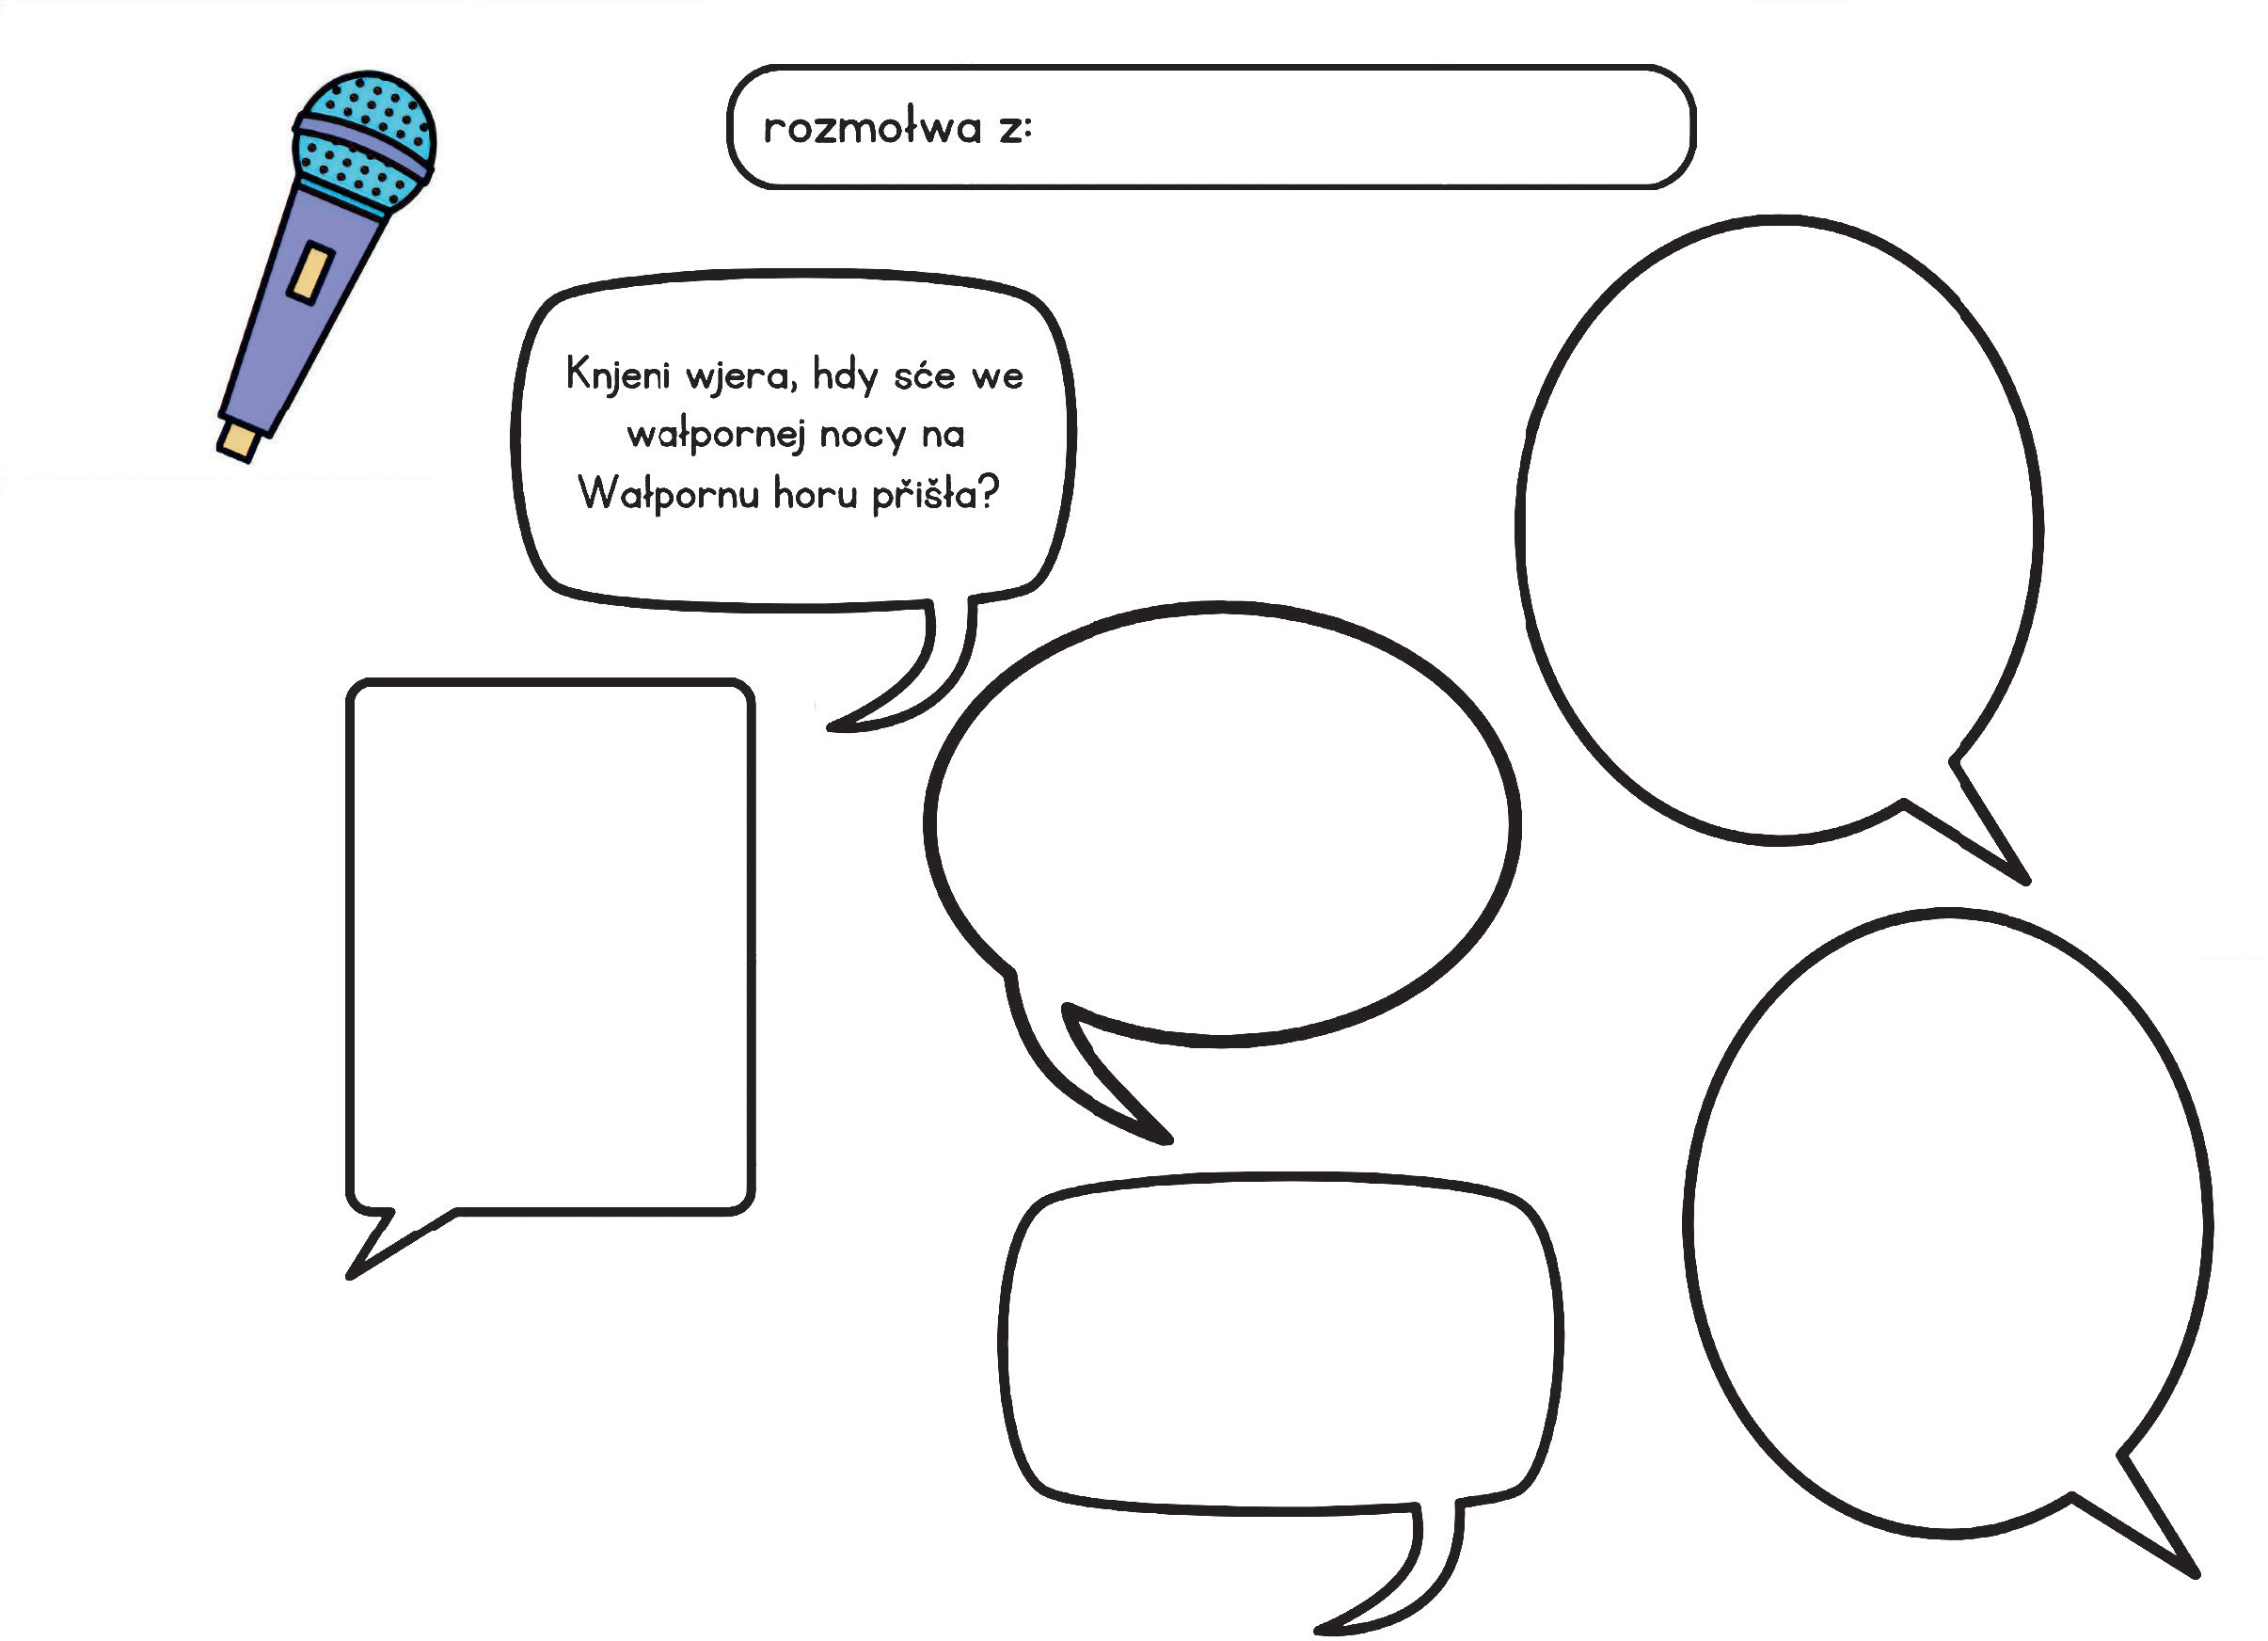 rozmołwa z:
Knjeni wjera, hdy sće we
wałpornej nocy na
Wałpornu horu přišła?